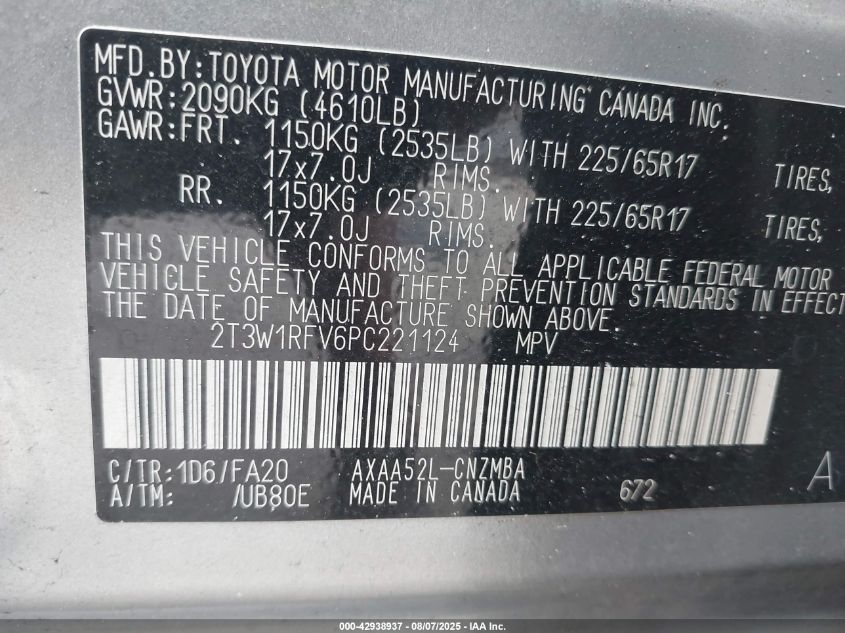 MFD.BY:TOYOTA MOTOR MANUFACTURING CANADA INC.
GVWR:2090KG (4610LB)
GAWR:FRT. 1150KG (2535LB) WITH 225/65R17 TIRES,
17x7.0J RIMS.
RR. 1150KG (2535LB) WITH 225/65R17 TIRES,
17x7.0J RIMS.
THIS VEHICLE CONFORMS TO ALL APPLICABLE FEDERAL MOTOR
VEHICLE SAFETY AND THEFT PREVENTION STANDARDS IN EFFECT
THE DATE OF MANUFACTURE SHOWN ABOVE.
2T3W1RFV6PC221124 MPV
C/TR:1D6/FA20 AXAA52L-CNZMBA
A/TM: /UB80E MADE IN CANADA 672 A
000-42938937 - 08/07/2025 - IAA Inc.